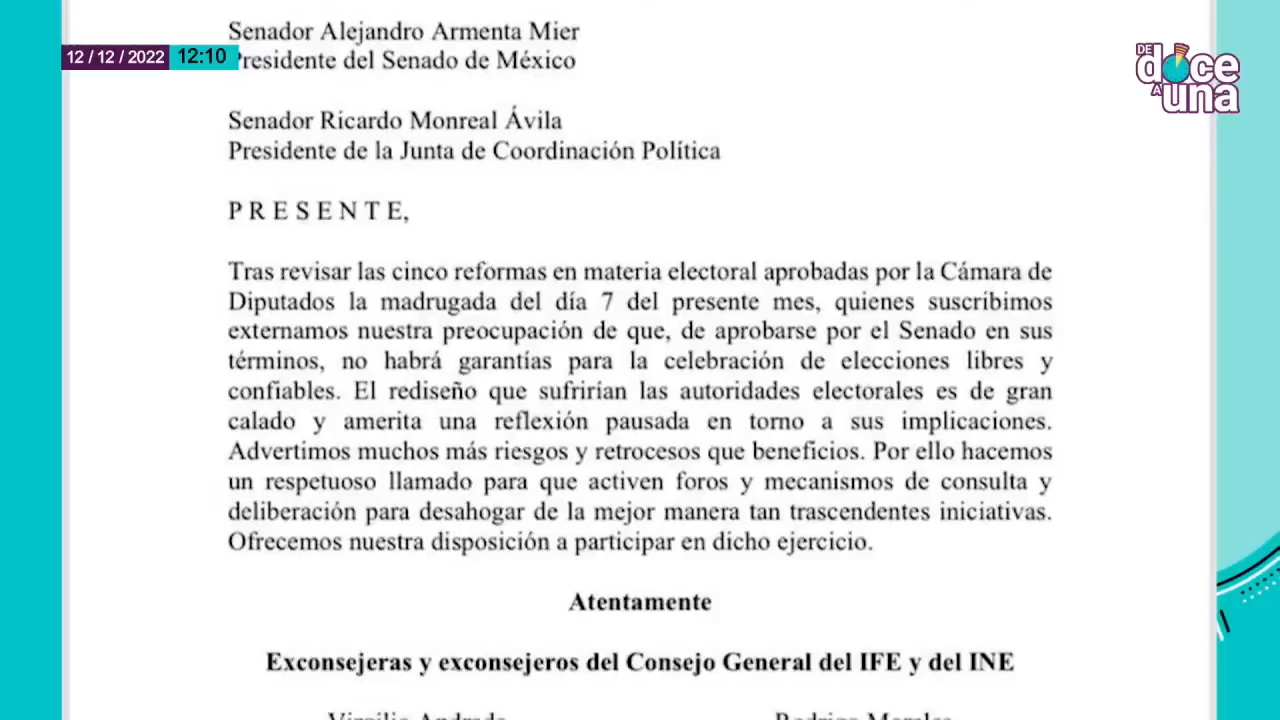 Senador Alejandro Armenta Mier
12 / 12 / 2022 12:10
Presidente del Senado de México
DE
doce
A
una
Senador Ricardo Monreal Ávila
Presidente de la Junta de Coordinación Política
P R E S E N T E,
Tras revisar las cinco reformas en materia electoral aprobadas por la Cámara de
Diputados la madrugada del día 7 del presente mes, quienes suscribimos
externamos nuestra preocupación de que, de aprobarse por el Senado en sus
términos, no habrá garantías para la celebración de elecciones libres y
confiables. El rediseño que sufrirían las autoridades electorales es de gran
calado y amerita una reflexión pausada en torno a sus implicaciones.
Advertimos muchos más riesgos y retrocesos que beneficios. Por ello hacemos
un respetuoso llamado para que activen foros y mecanismos de consulta y
deliberación para desahogar de la mejor manera tan trascendentes iniciativas.
Ofrecemos nuestra disposición a participar en dicho ejercicio.
Atentamente
Exconsejeras y exconsejeros del Consejo General del IFE y del INE
Virgilio Andrade
Rodrigo Morales